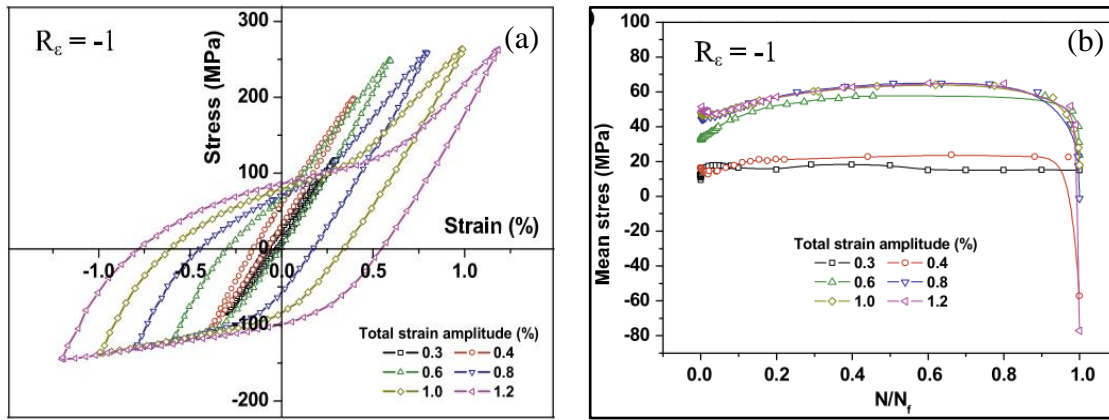 Rε = -1
(a)
300
200
100
0
-100
-200
Stress (MPa)
Strain (%)
-1.0
-0.5
0.0
0.5
1.0
Total strain amplitude (%)
0.3 0.4
0.6 0.8
1.0 1.2
Rε = -1
(b)
100
80
60
40
20
0
-20
-40
-60
-80
Mean stres (MPa)
Total strain amplitude (%)
0.3 0.4
0.6 0.8
1.0 1.2
0.0 0.2 0.4 0.6 0.8 1.0
N/Nf